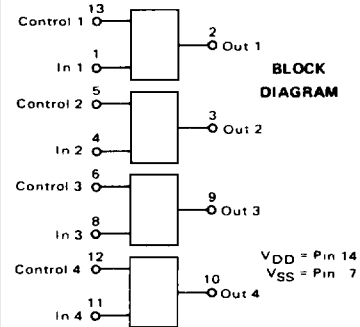 13
Control 1
2
Out 1
1
In 1
BLOCK
DIAGRAM
5
Control 2
3
Out 2
4
In 2
6
Control 3
9
Out 3
8
In 3
VDD = Pin 14
VSS = Pin 7
12
Control 4
10
Out 4
11
In 4